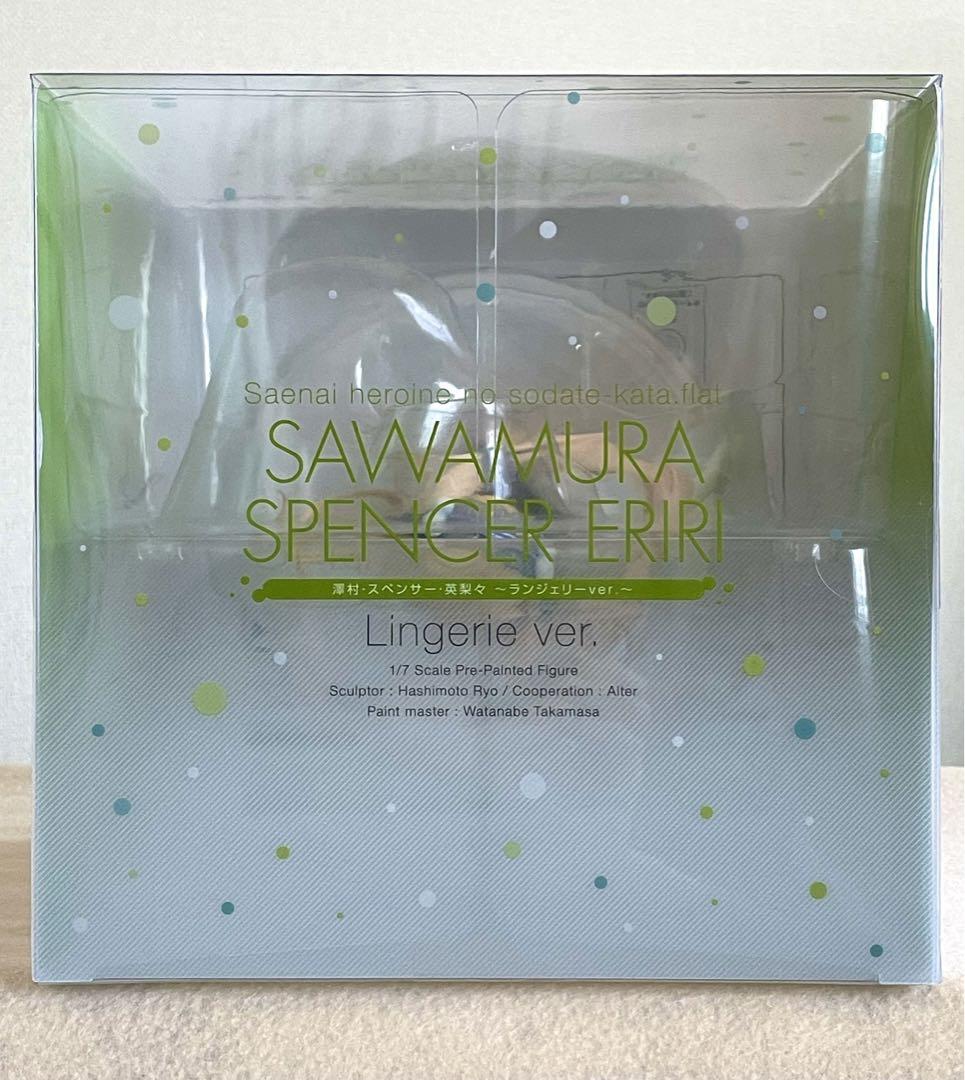 Saenai heroine no sodate-kata.flat
SAWAMURA
SPENCER ERIRI
澤村・スペンサー・英梨々 ～ランジェリーver.～
Lingerie ver.
1/7 Scale Pre-Painted Figure
Sculptor : Hashimoto Ryo / Cooperation : Alter
Paint master : Watanabe Takamasa